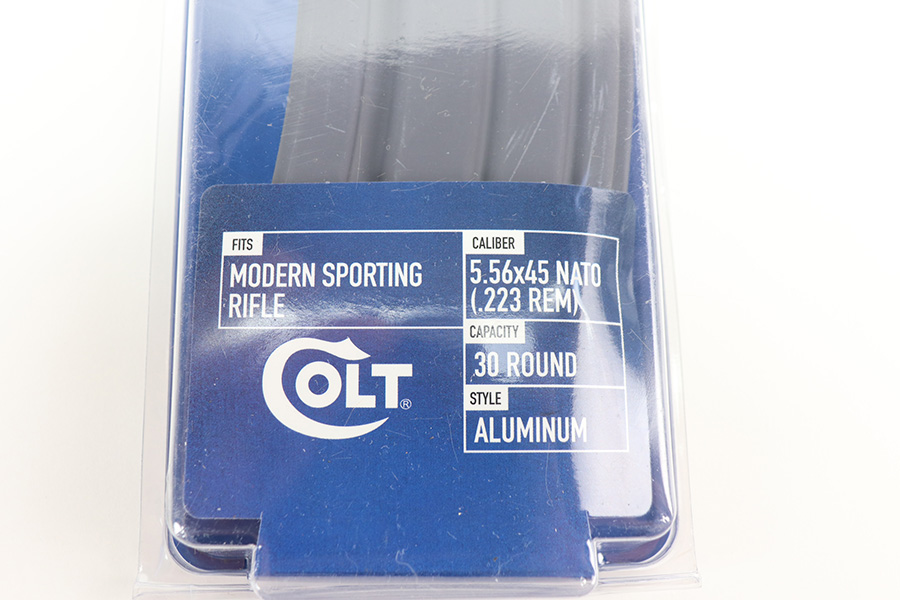 FITS
MODERN SPORTING
RIFLE
CALIBER
5.56x45 NATO
(.223 REM)
CAPACITY
30 ROUND
STYLE
ALUMINUM
COLT®